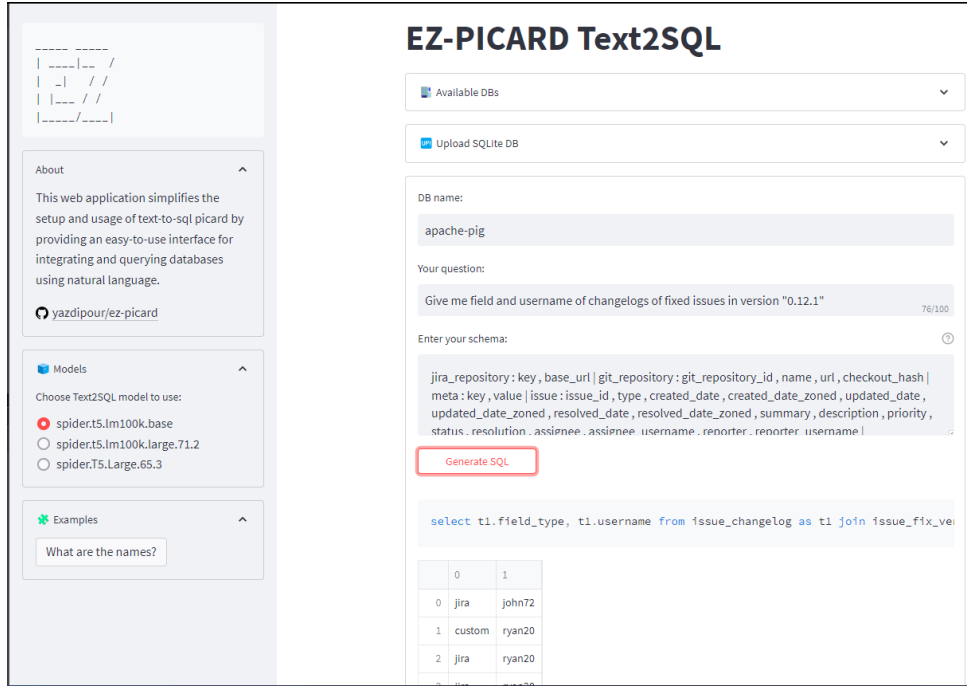 About
This web application simplifies the
setup and usage of text-to-sql picard by
providing an easy-to-use interface for
integrating and querying databases
using natural language.
yazdipour/ez-picard
Models
Choose Text2SQL model to use:
spider.t5.lm100k.base
spider.t5.lm100k.large.71.2
spider.T5.Large.65.3
Examples
What are the names?
EZ-PICARD Text2SQL
Available DBs
UP! Upload SQLite DB
DB name:
apache-pig
Your question:
Give me field and username of changelogs of fixed issues in version "0.12.1"
76/100
Enter your schema:
jira_repository : key , base_url | git_repository : git_repository_id , name , url , checkout_hash |
meta : key , value | issue : issue_id , type , created_date , created_date_zoned , updated_date ,
updated_date_zoned , resolved_date , resolved_date_zoned , summary , description , priority ,
status , resolution , assignee , assignee_username , reporter , reporter_username |
Generate SQL
select t1.field_type, t1.username from issue_changelog as t1 join issue_fix_ve
0 1
0 jira john72
1 custom ryan20
2 jira ryan20